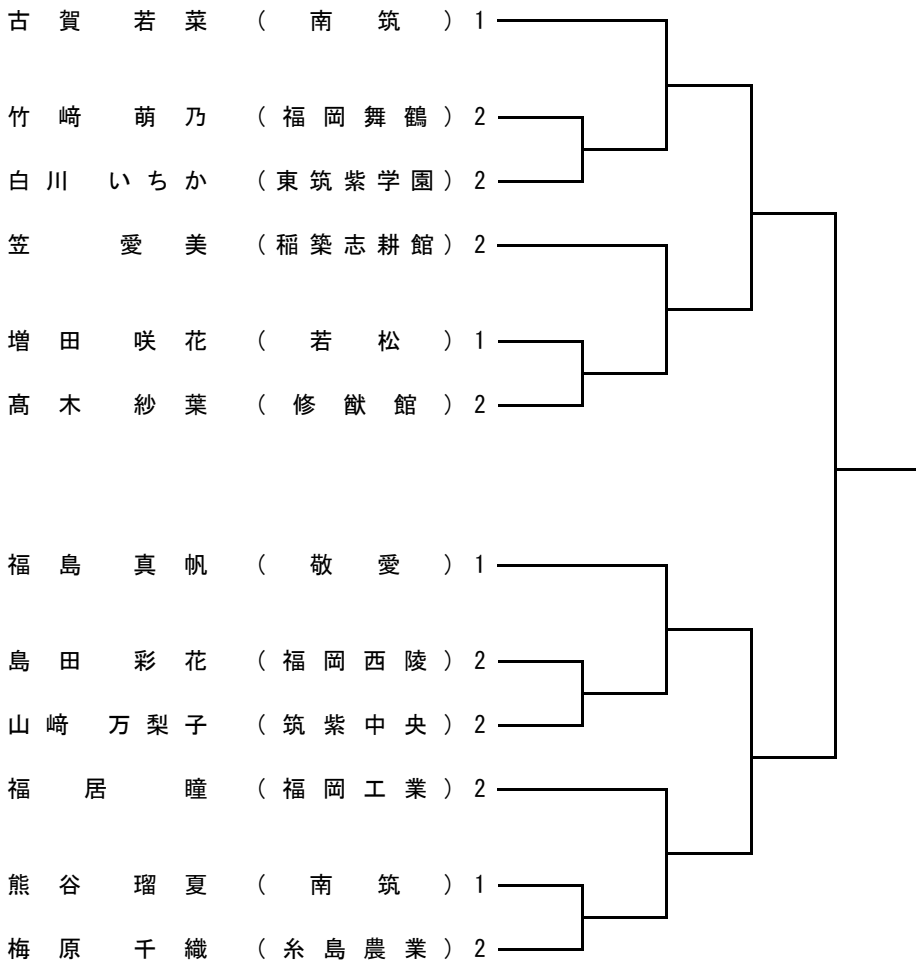 古賀 若菜 (南筑) 1
竹﨑 萌乃 (福岡舞鶴) 2
白川 いちか (東筑紫学園) 2
笠 愛美 (稲築志耕館) 2
増田 咲花 (若松) 1
髙木 紗葉 (修猷館) 2
福島 真帆 (敬愛) 1
島田 彩花 (福岡西陵) 2
山﨑 万梨子 (筑紫中央) 2
福居 瞳 (福岡工業) 2
熊谷 瑠夏 (南筑) 1
梅原 千織 (糸島農業) 2